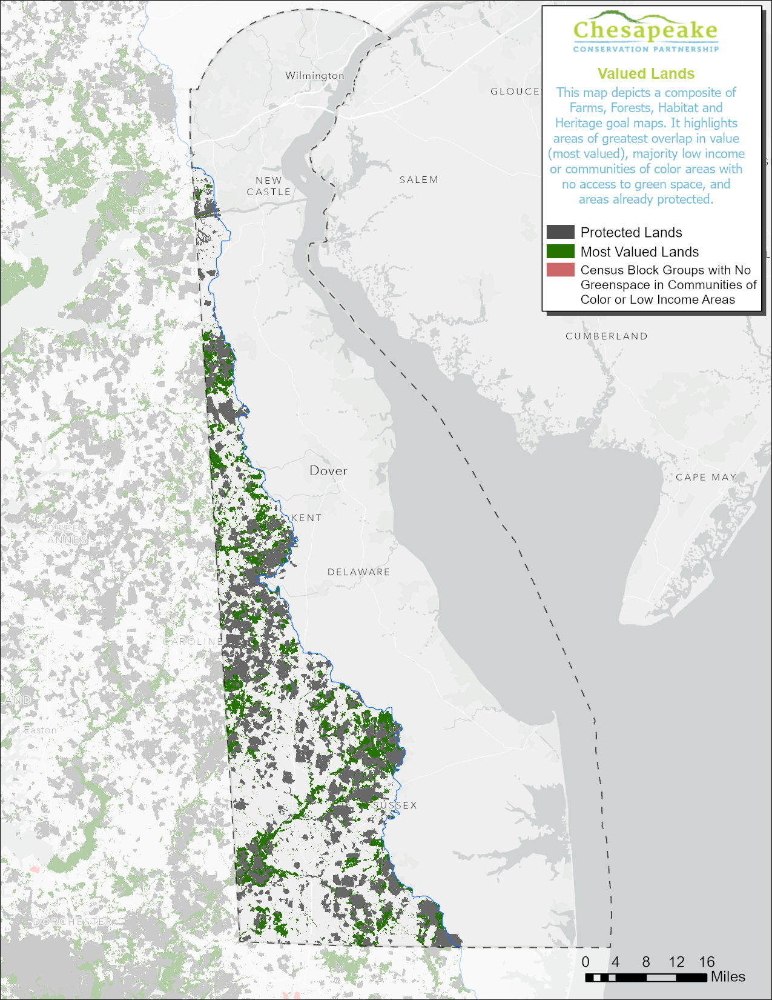 Chesapeake
CONSERVATION PARTNERSHIP
Valued Lands
This map depicts a composite of
Farms, Forests, Habitat and
Heritage goal maps. It highlights
areas of greatest overlap in value
(most valued), majority low income
or communities of color areas with
no access to green space, and
areas already protected.
Protected Lands
Most Valued Lands
Census Block Groups with No
Greenspace in Communities of
Color or Low Income Areas
Wilmington
GLOUCE
NEW
CASTLE
SALEM
CECIL
een
CUMBERLAND
NT
Dover
CAPE MAY
KENT
QUEEN
ANNES
DELAWARE
CAROLINE
LAND
Easton
SUSSEX
DORCHESTER
0 4 8 12 16
Miles